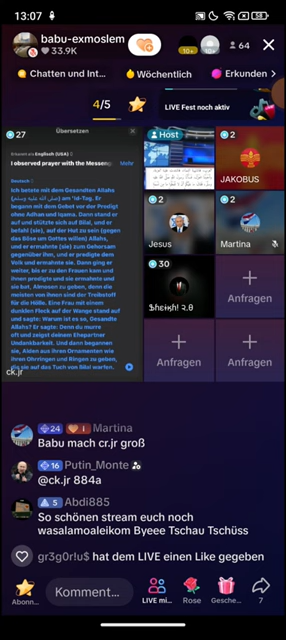 13:07
58
babu-exmoslem
33.9K
10+
64
Chatten und Int...
Wöchentlich
Erkunden
4/5
LIVE Fest noch aktiv
27
Übersetzen
Englisch (USA)
I observed prayer with the Messeng
Mehr
Deutsch
Ich betete mit dem Gesandten Allahs
am 'Id-Tag. Er
begann mit dem Gebot vor der Predigt
ohne Adhan und Iqama. Dann stand er
auf und stützte sich auf Bilal, und er
befahl (sie), auf der Hut zu sein (gegen
das Böse um Gottes willen) Allahs,
und er ermahnte (sie) zum Gehorsam
gegenüber ihm, und er predigte dem
Volk und ermahnte sie. Dann ging er
weiter, bis er zu den Frauen kam und
ihnen predigte und sie ermahnte und
sie bat, Almosen zu geben, denn die
meisten von ihnen sind der Treibstoff
für die Hölle. Eine Frau mit einem
dunklen Fleck auf der Wange stand auf
und sagte: Warum ist es so, Gesandte
Allahs? Er sagte: Denn du murre
oft und zeigst deinem Ehepartner
Undankbarkeit. Und dann begannen
sie, Almosen aus ihren Ornamenten wie
ihren Ohrringen und Ringen zu geben,
die sie auf das Tuch von Bilal warfen.
ck.jr
Host
2
JAKOBUS
2
Jesus
2
Martina
30
Anfragen
Anfragen
Anfragen
24
I
Martina
Babu mach cr.jr groß
16
Putin_Monte
@ck.jr 884a
5
Abdi885
So schönen stream euch noch
wasalamoaleikom Byeee Tschau Tschüss
gr3g0r!u$ hat dem LIVE einen Like gegeben
Abonn...
Kommentar...
LIVE mi...
Rose
Gesche...
7